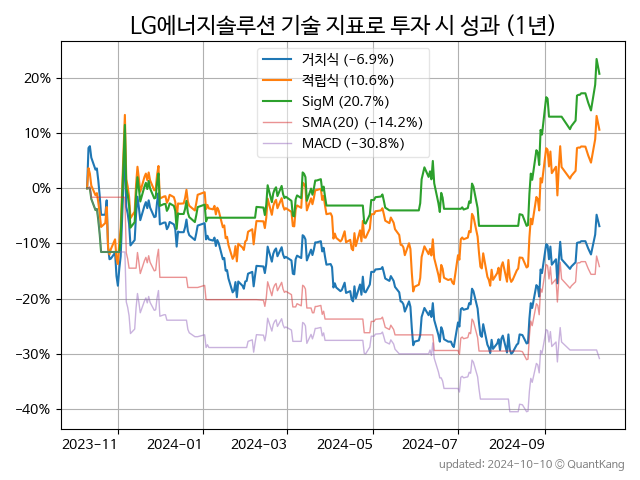 LG에너지솔루션 기술 지표로 투자 시 성과 (1년)
거치식 (−6.9%)
적립식 (10.6%)
SigM (20.7%)
SMA(20) (−14.2%)
MACD (−30.8%)
20%
10%
0%
−10%
−20%
−30%
−40%
2023-11 2024-01 2024-03 2024-05 2024-07 2024-09
updated: 2024-10-10 © QuantKang